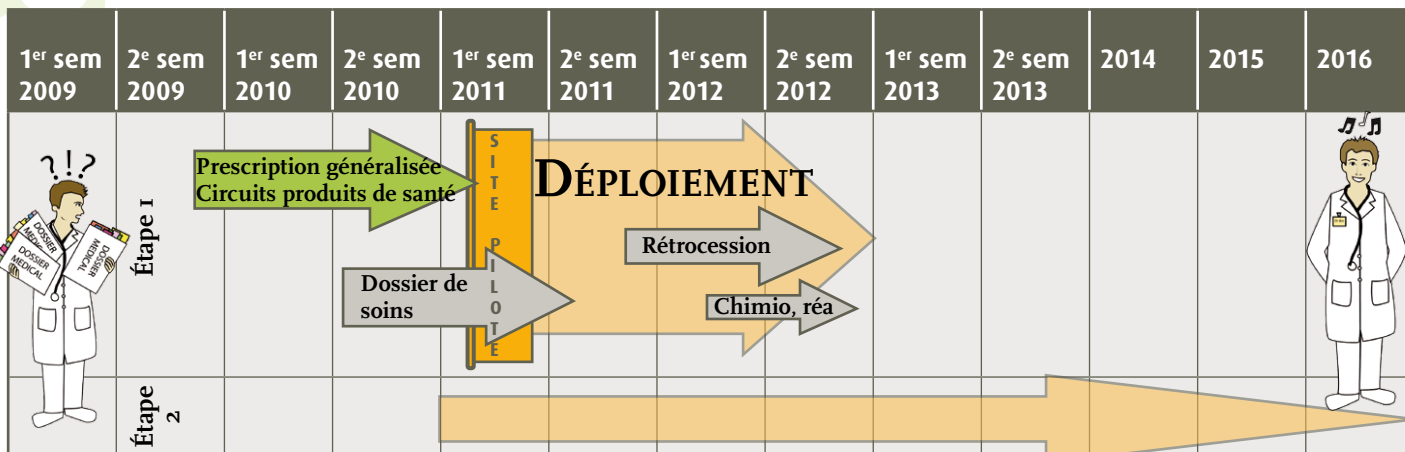 1er sem 2009
2e sem 2009
1er sem 2010
2e sem 2010
1er sem 2011
2e sem 2011
1er sem 2012
2e sem 2012
1er sem 2013
2e sem 2013
2014
2015
2016
? ! ?
DOSSIER MEDICAL
DOSSIER MEDICAL
DOSSIER MEDICAL
Étape 1
Prescription généralisée
Circuits produits de santé
SITE PILOTE
DÉPLOIEMENT
Rétrocession
Dossier de
soins
Chimio, réa
Étape
2